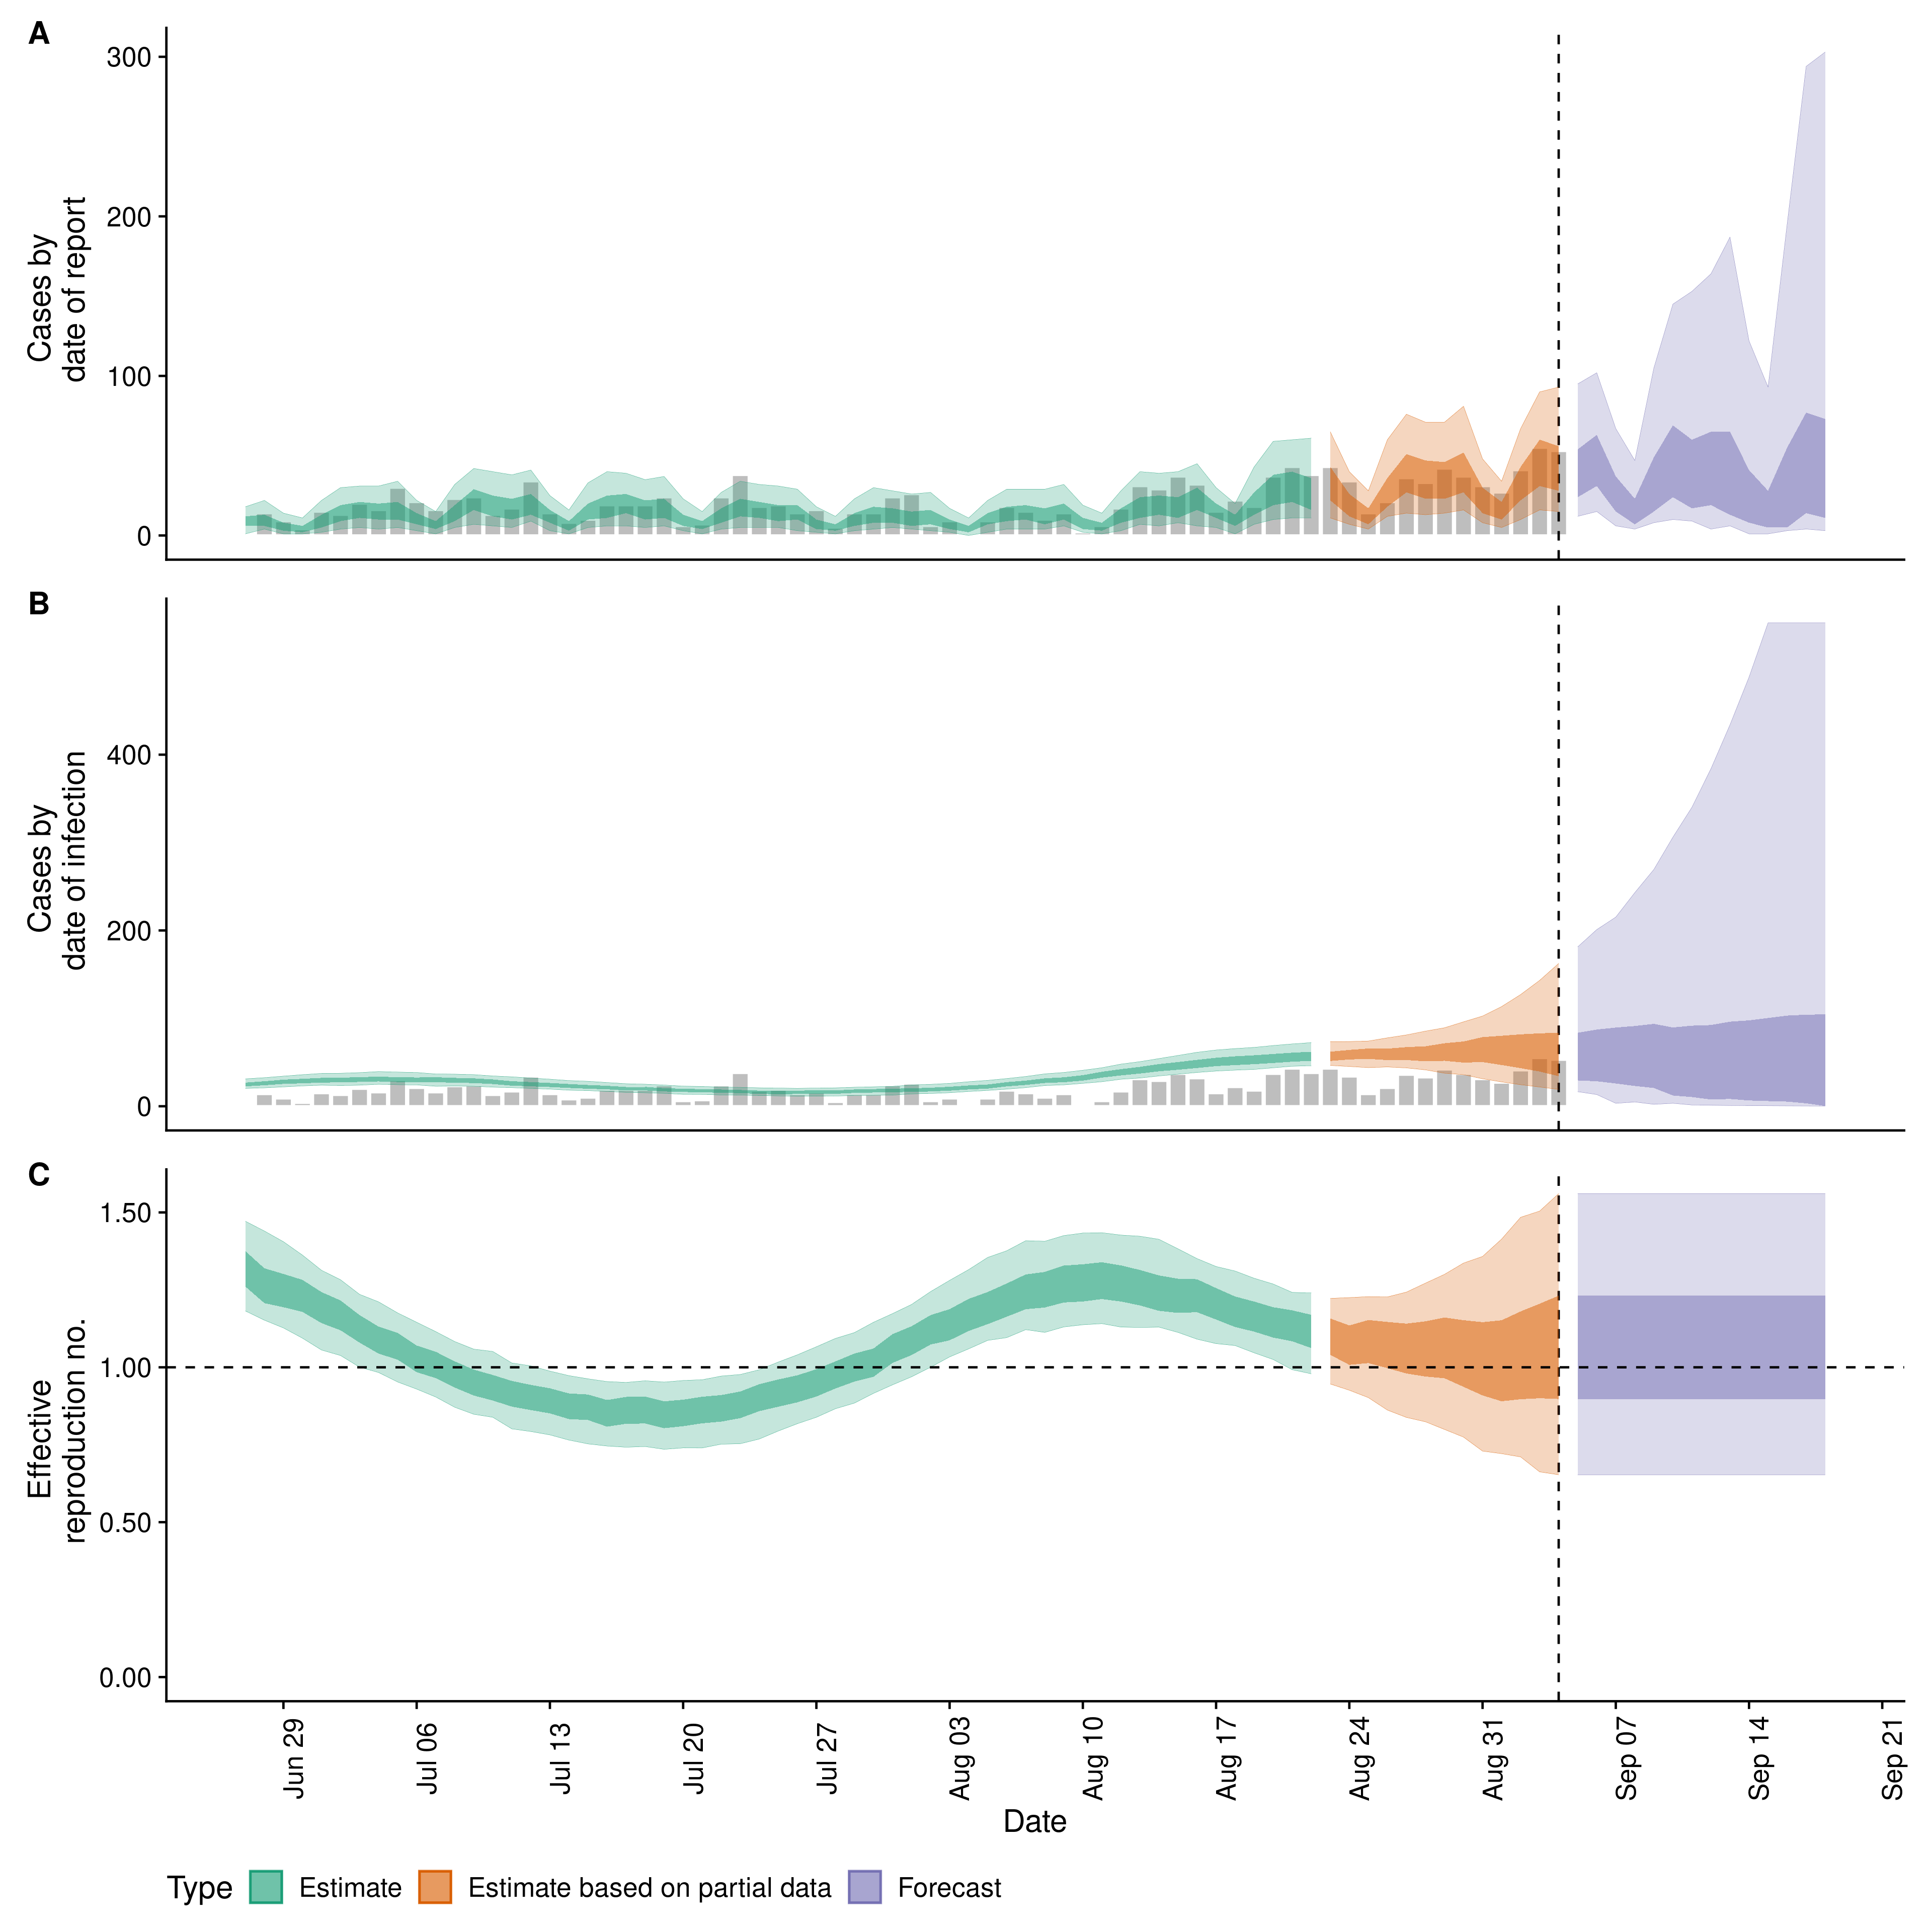 A
300
200
100
0
Cases by
date of report
B
400
200
0
Cases by
date of infection
C
1.50
1.00
0.50
0.00
Effective
reproduction no.
Jun 29
Jul 06
Jul 13
Jul 20
Jul 27
Aug 03
Aug 10
Aug 17
Aug 24
Aug 31
Sep 07
Sep 14
Sep 21
Date
Type Estimate Estimate based on partial data Forecast